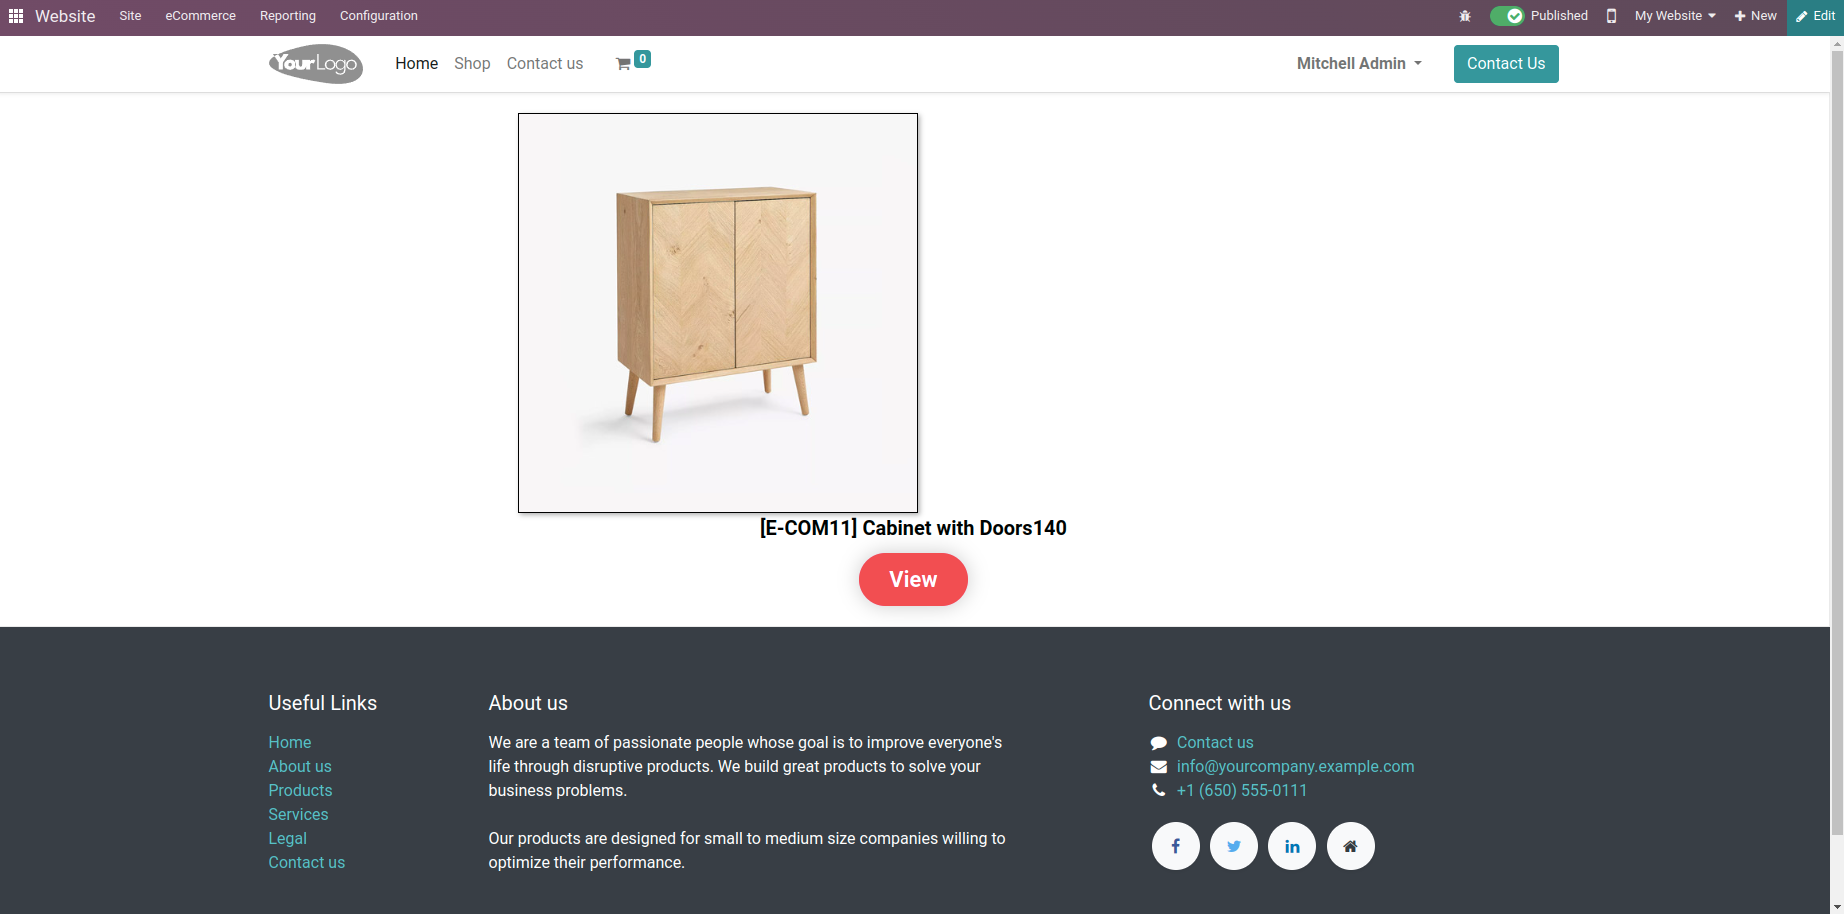 Website Site eCommerce Reporting Configuration Published My Website New Edit
YourLogo Home Shop Contact us 0 Mitchell Admin Contact Us
[E-COM11] Cabinet with Doors140
View
Useful Links
Home
About us
Products
Services
Legal
Contact us
About us
We are a team of passionate people whose goal is to improve everyone's
life through disruptive products. We build great products to solve your
business problems.
Our products are designed for small to medium size companies willing to
optimize their performance.
Connect with us
Contact us
info@yourcompany.example.com
+1 (650) 555-0111